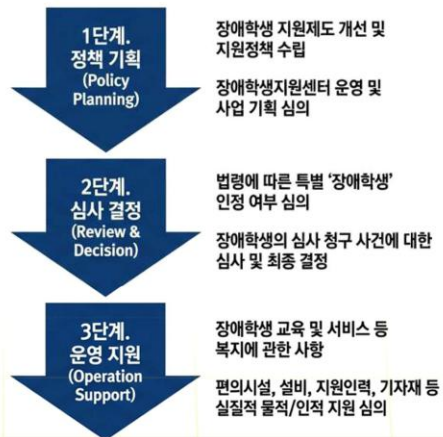 1단계.
정책 기획
(Policy
Planning)
장애학생 지원제도 개선 및
지원정책 수립
장애학생지원센터 운영 및
사업 기획 심의
2단계.
심사 결정
(Review &
Decision)
법령에 따른 특별 ‘장애학생’
인정 여부 심의
장애학생의 심사 청구 사건에 대한
심사 및 최종 결정
3단계.
운영 지원
(Operation
Support)
장애학생 교육 및 서비스 등
복지에 관한 사항
편의시설, 설비, 지원인력, 기자재 등
실질적 물적/인적 지원 심의